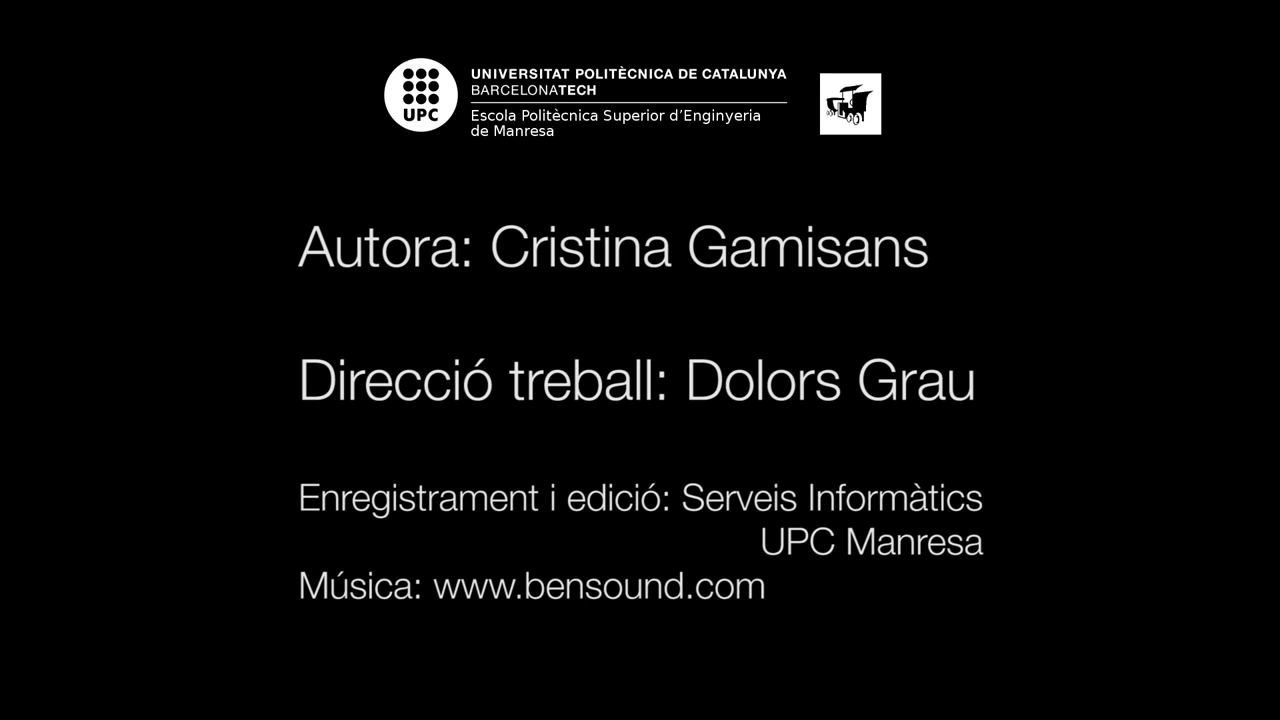 UPC
UNIVERSITAT POLITÈCNICA DE CATALUNYA
BARCELONATECH
Escola Politècnica Superior d’Enginyeria
de Manresa
Autora: Cristina Gamisans
Direcció treball: Dolors Grau
Enregistrament i edició: Serveis Informàtics
UPC Manresa
Música: www.bensound.com